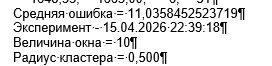 Средняя·ошибка·=·11,0358452523719¶
Эксперимент·-·15.04.2026·22:39:18¶
Величина·окна·=·10¶
Радиус·кластера·=·0,500¶